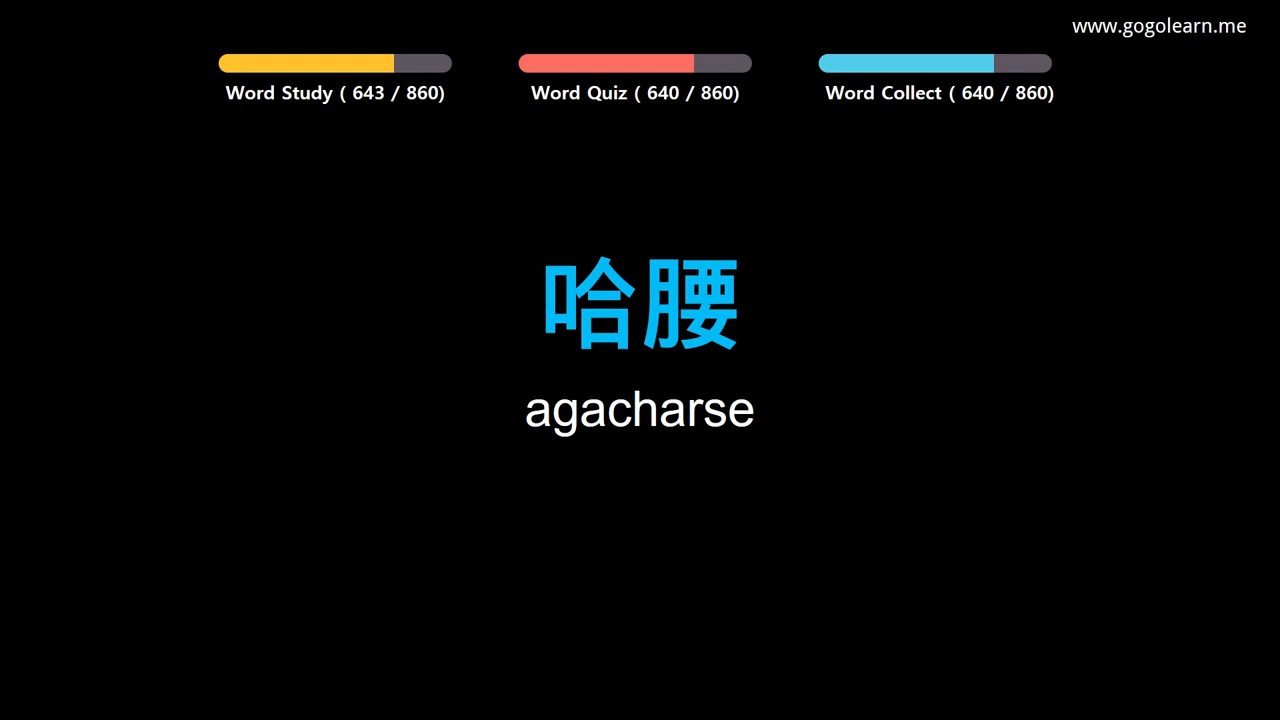 www.gogolearn.me
Word Study ( 643 / 860)
Word Quiz ( 640 / 860)
Word Collect ( 640 / 860)
哈腰
agacharse